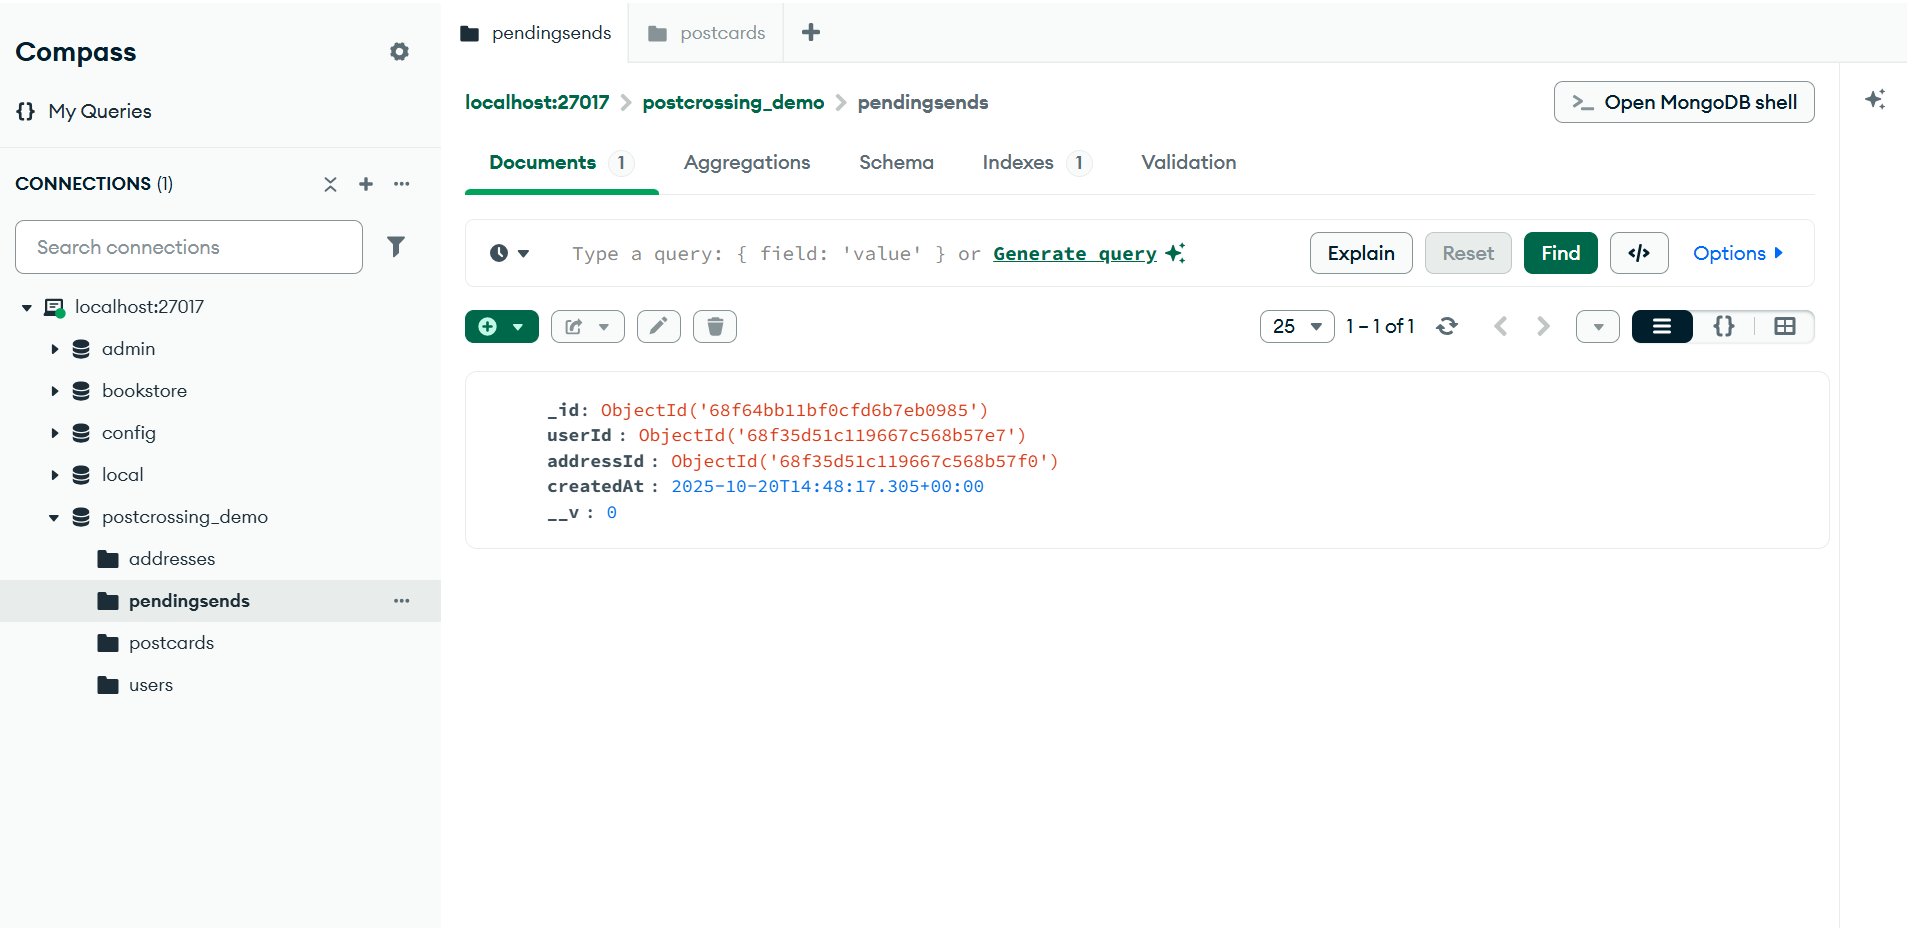 Compass
My Queries
CONNECTIONS (1)
Search connections
localhost:27017
admin
bookstore
config
local
postcrossing_demo
addresses
pendingsends
postcards
users
pendingsends
postcards
localhost:27017 > postcrossing_demo > pendingsends
>_ Open MongoDB shell
Documents 1 Aggregations Schema Indexes 1 Validation
Type a query: { field: 'value' } or Generate query
Explain Reset Find </> Options
25 1 – 1 of 1 {}
_id: ObjectId('68f64bb11bf0cfd6b7eb0985')
userId : ObjectId('68f35d51c119667c568b57e7')
addressId : ObjectId('68f35d51c119667c568b57f0')
createdAt : 2025-10-20T14:48:17.305+00:00
__v : 0